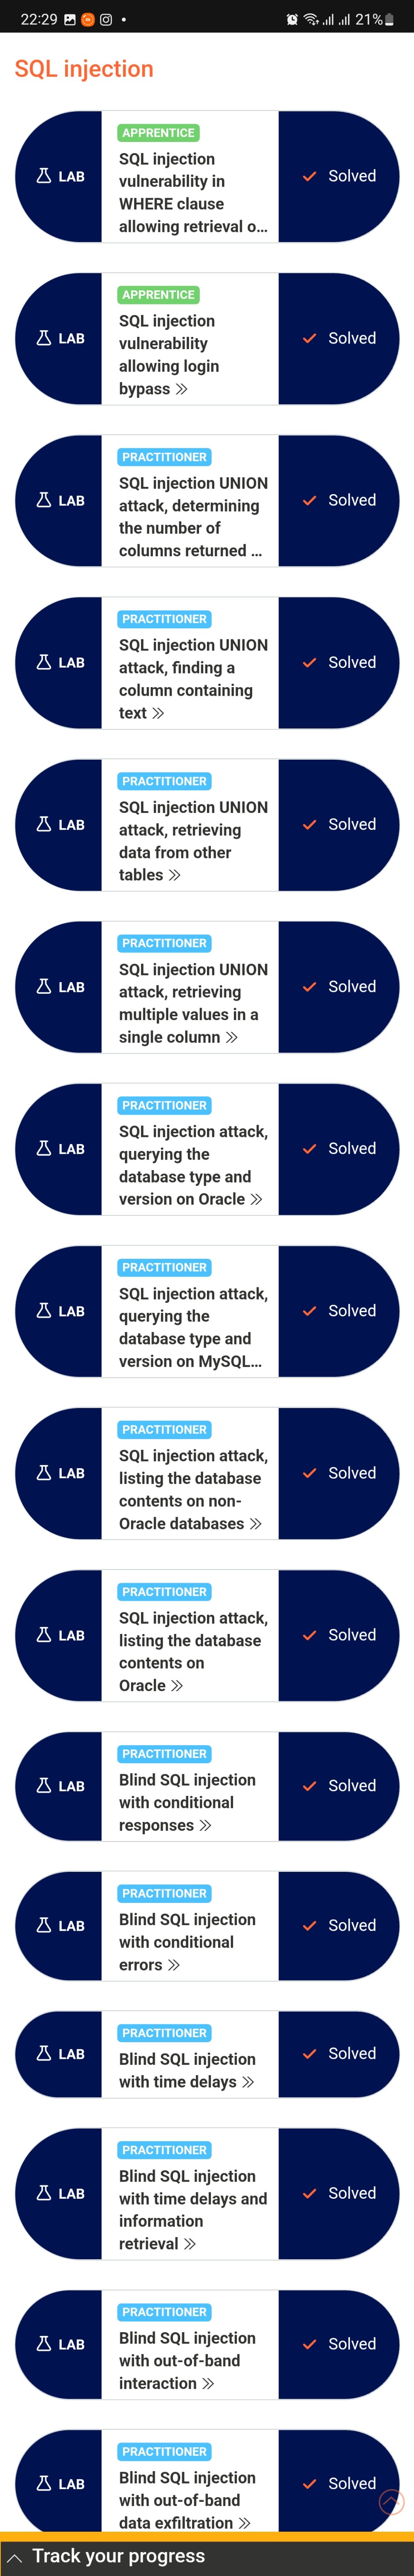 22:29
21%
SQL injection
APPRENTICE
SQL injection
vulnerability in
WHERE clause
allowing retrieval o...
LAB
Solved
APPRENTICE
SQL injection
vulnerability
allowing login
bypass
LAB
Solved
PRACTITIONER
SQL injection UNION
attack, determining
the number of
columns returned ...
LAB
Solved
PRACTITIONER
SQL injection UNION
attack, finding a
column containing
text
LAB
Solved
PRACTITIONER
SQL injection UNION
attack, retrieving
data from other
tables
LAB
Solved
PRACTITIONER
SQL injection UNION
attack, retrieving
multiple values in a
single column
LAB
Solved
PRACTITIONER
SQL injection attack,
querying the
database type and
version on Oracle
LAB
Solved
PRACTITIONER
SQL injection attack,
querying the
database type and
version on MySQL...
LAB
Solved
PRACTITIONER
SQL injection attack,
listing the database
contents on non-
Oracle databases
LAB
Solved
PRACTITIONER
SQL injection attack,
listing the database
contents on
Oracle
LAB
Solved
PRACTITIONER
Blind SQL injection
with conditional
responses
LAB
Solved
PRACTITIONER
Blind SQL injection
with conditional
errors
LAB
Solved
PRACTITIONER
Blind SQL injection
with time delays
LAB
Solved
PRACTITIONER
Blind SQL injection
with time delays and
information
retrieval
LAB
Solved
PRACTITIONER
Blind SQL injection
with out-of-band
interaction
LAB
Solved
PRACTITIONER
Blind SQL injection
with out-of-band
data exfiltration
LAB
Solved
Track your progress